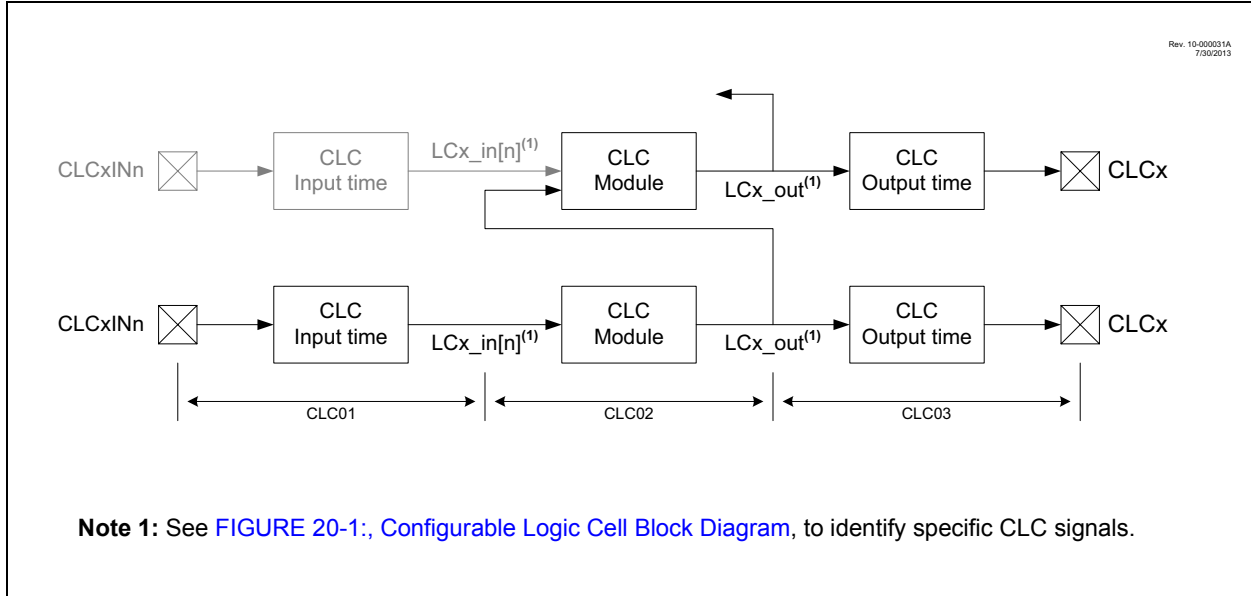 Rev. 10-000031A
7/30/2013
CLCxINn
CLC
Input time
LCx_in[n](1)
CLC
Module
LCx_out(1)
CLC
Output time
CLCx
CLCxINn
CLC
Input time
LCx_in[n](1)
CLC
Module
LCx_out(1)
CLC
Output time
CLCx
CLC01
CLC02
CLC03
Note 1: See FIGURE 20-1:, Configurable Logic Cell Block Diagram, to identify specific CLC signals.